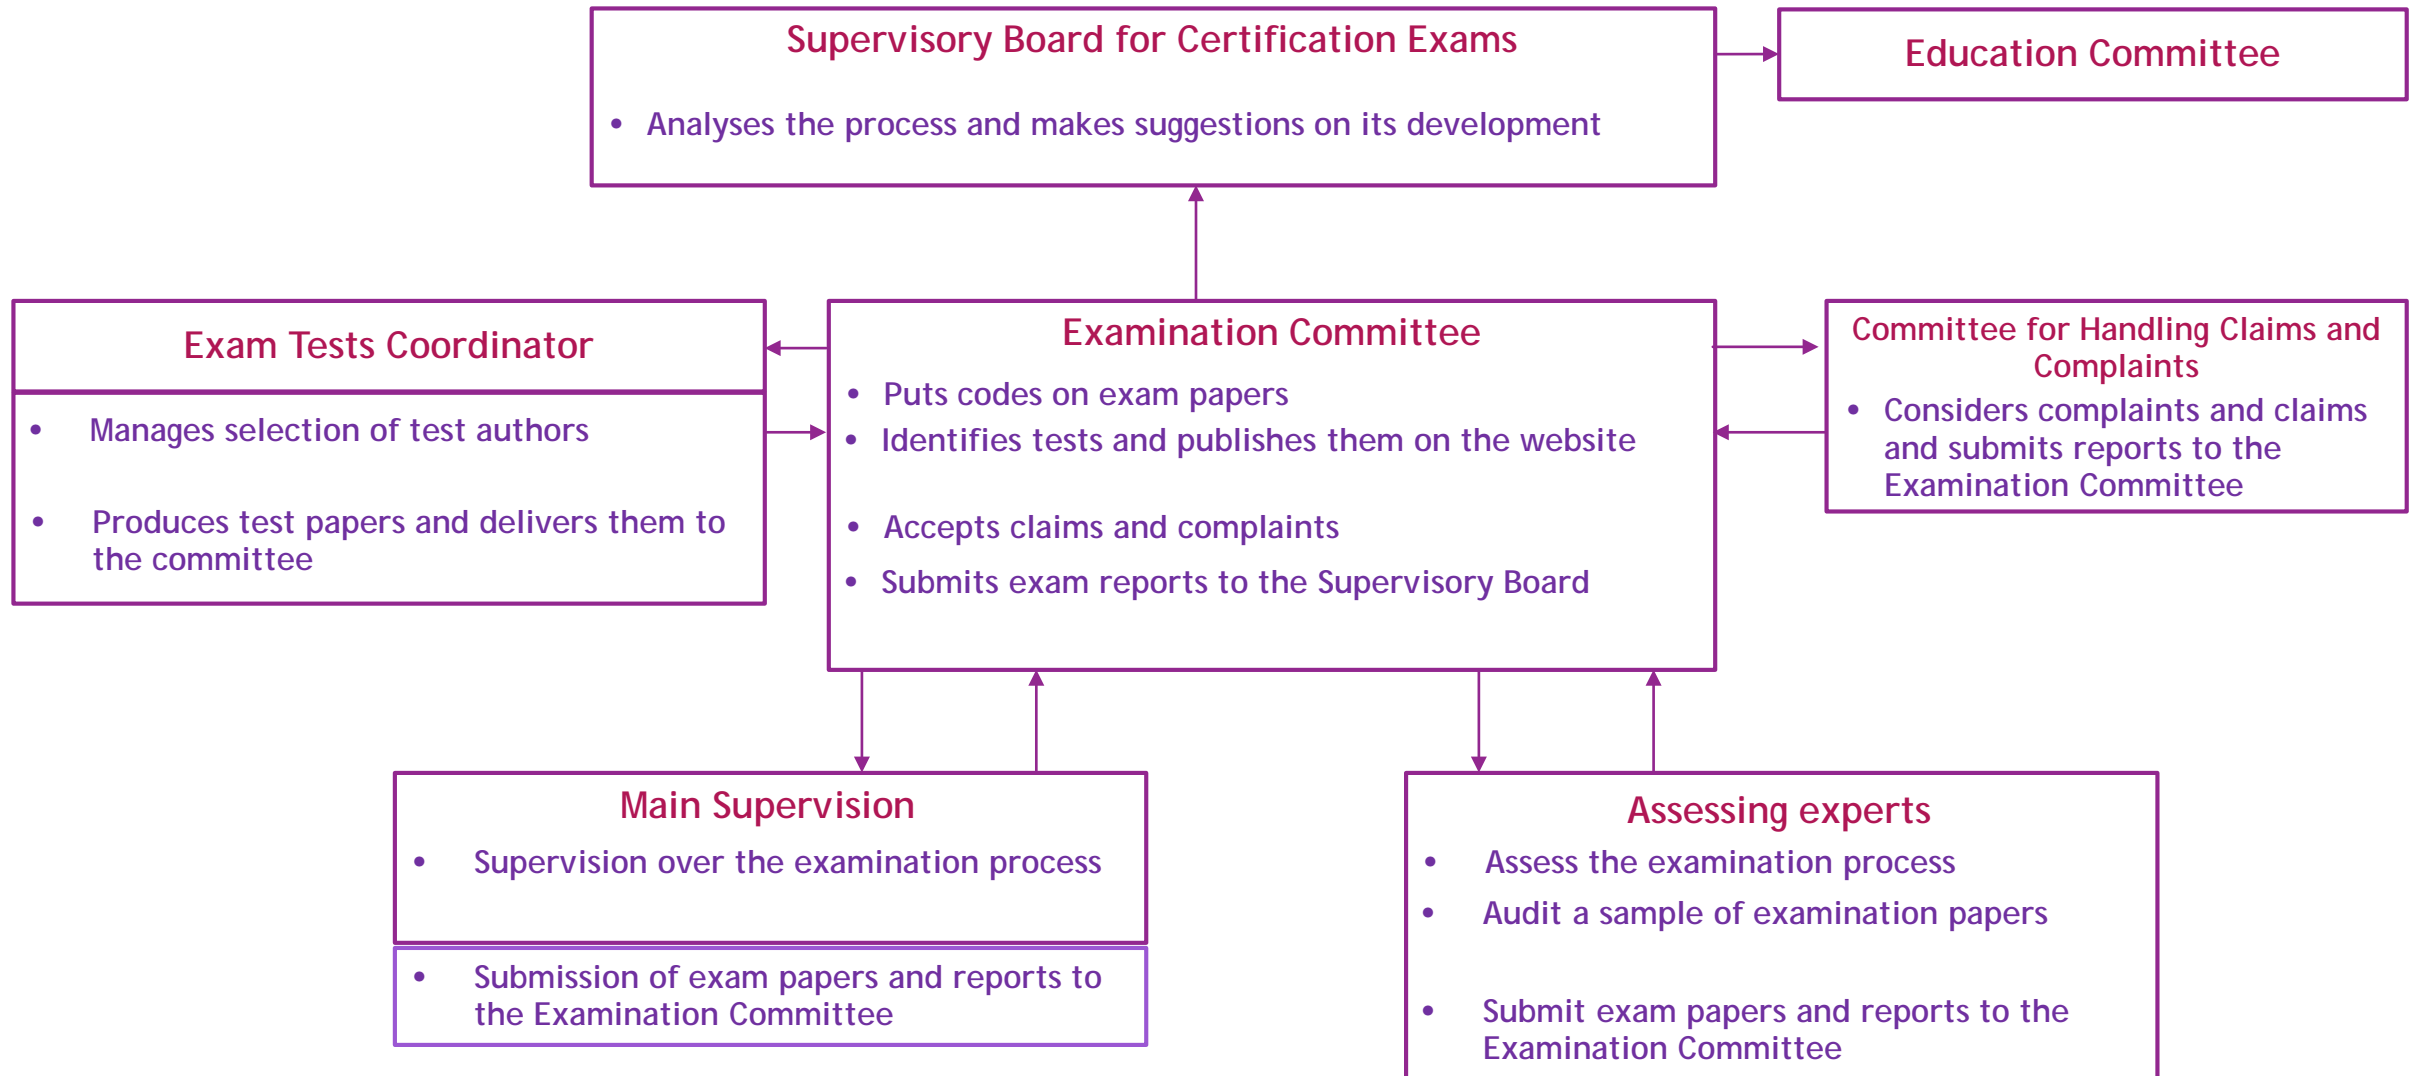 Supervisory Board for Certification Exams
• Analyses the process and makes suggestions on its development
Education Committee
Exam Tests Coordinator
• Manages selection of test authors
• Produces test papers and delivers them to
the committee
Examination Committee
• Puts codes on exam papers
• Identifies tests and publishes them on the website
• Accepts claims and complaints
• Submits exam reports to the Supervisory Board
Committee for Handling Claims and
Complaints
• Considers complaints and claims
and submits reports to the
Examination Committee
Main Supervision
• Supervision over the examination process
• Submission of exam papers and reports to
the Examination Committee
Assessing experts
• Assess the examination process
• Audit a sample of examination papers
• Submit exam papers and reports to the
Examination Committee